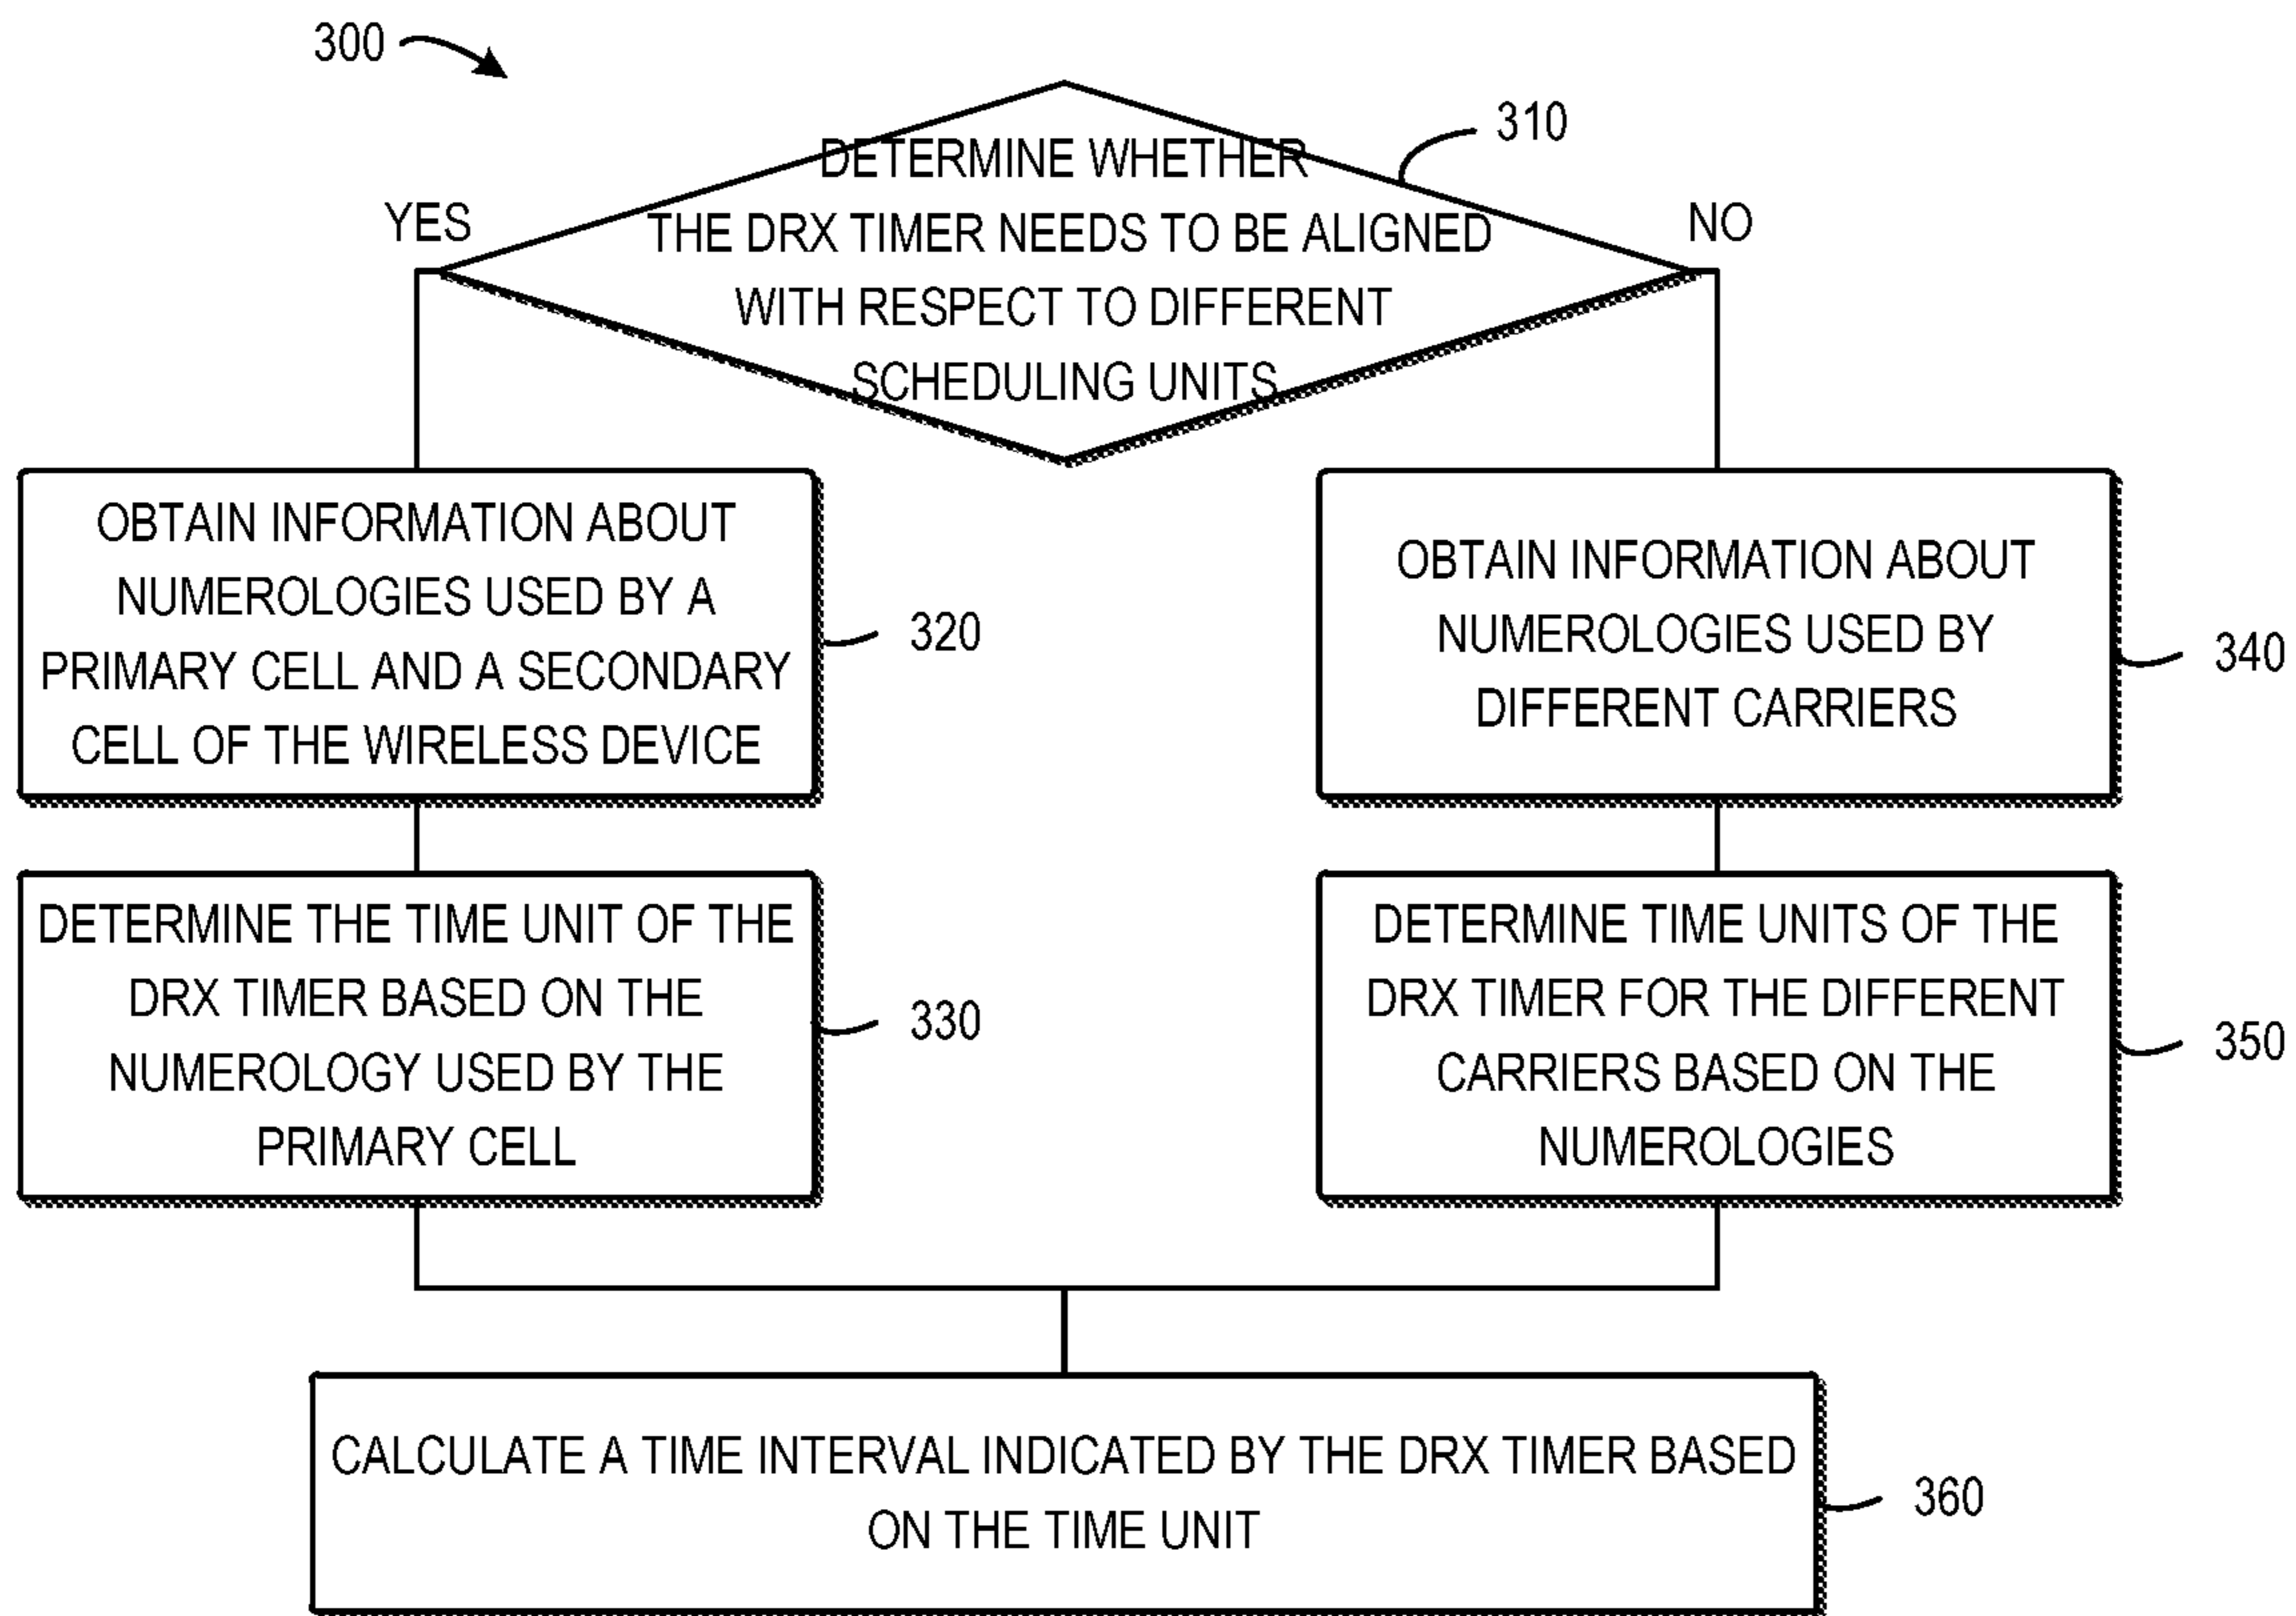 300
310
DETERMINE WHETHER
THE DRX TIMER NEEDS TO BE ALIGNED
WITH RESPECT TO DIFFERENT
SCHEDULING UNITS
YES
NO
OBTAIN INFORMATION ABOUT
NUMEROLOGIES USED BY A
PRIMARY CELL AND A SECONDARY
CELL OF THE WIRELESS DEVICE
320
OBTAIN INFORMATION ABOUT
NUMEROLOGIES USED BY
DIFFERENT CARRIERS
340
DETERMINE THE TIME UNIT OF THE
DRX TIMER BASED ON THE
NUMEROLOGY USED BY THE
PRIMARY CELL
330
DETERMINE TIME UNITS OF THE
DRX TIMER FOR THE DIFFERENT
CARRIERS BASED ON THE
NUMEROLOGIES
350
CALCULATE A TIME INTERVAL INDICATED BY THE DRX TIMER BASED
ON THE TIME UNIT
360